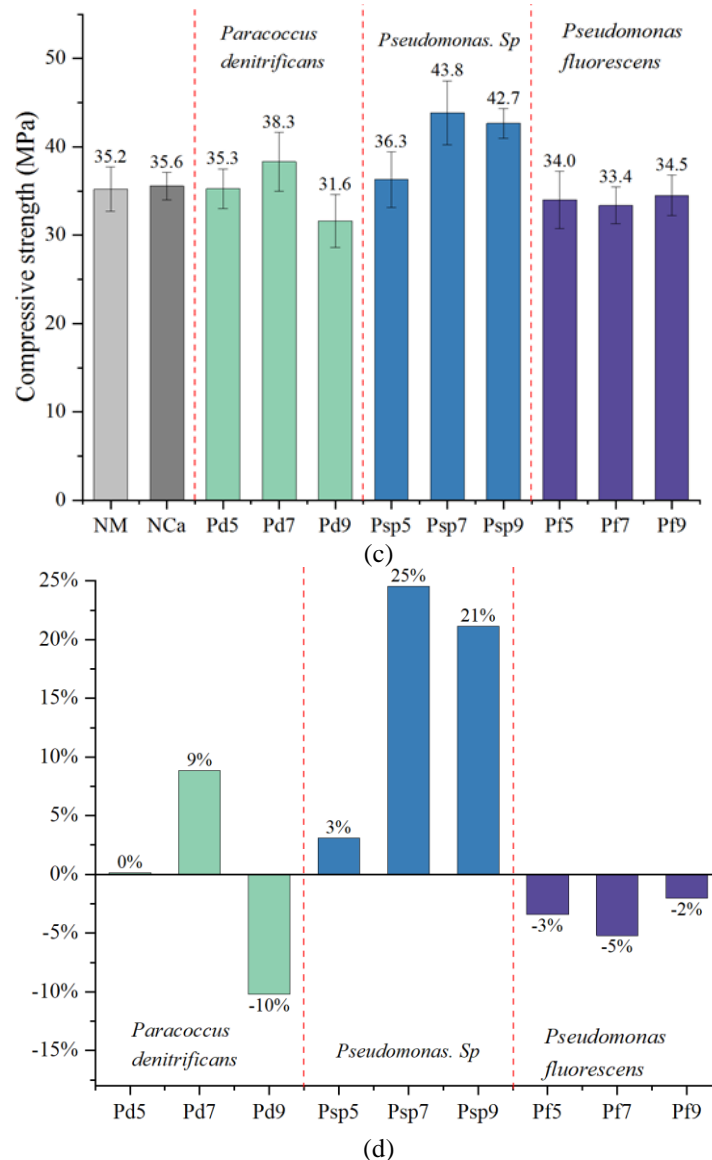 Compressive strength (MPa)
50
40
30
20
10
0
Paracoccus
denitrificans
Pseudomonas. Sp
Pseudomonas
fluorescens
35.2
35.6
35.3
38.3
31.6
36.3
43.8
42.7
34.0
33.4
34.5
NM NCa Pd5 Pd7 Pd9 Psp5 Psp7 Psp9 Pf5 Pf7 Pf9
(c)
25%
20%
15%
10%
5%
0%
-5%
-10%
-15%
0%
9%
-10%
3%
25%
21%
-3%
-5%
-2%
Paracoccus
denitrificans
Pseudomonas. Sp
Pseudomonas
fluorescens
Pd5 Pd7 Pd9 Psp5 Psp7 Psp9 Pf5 Pf7 Pf9
(d)